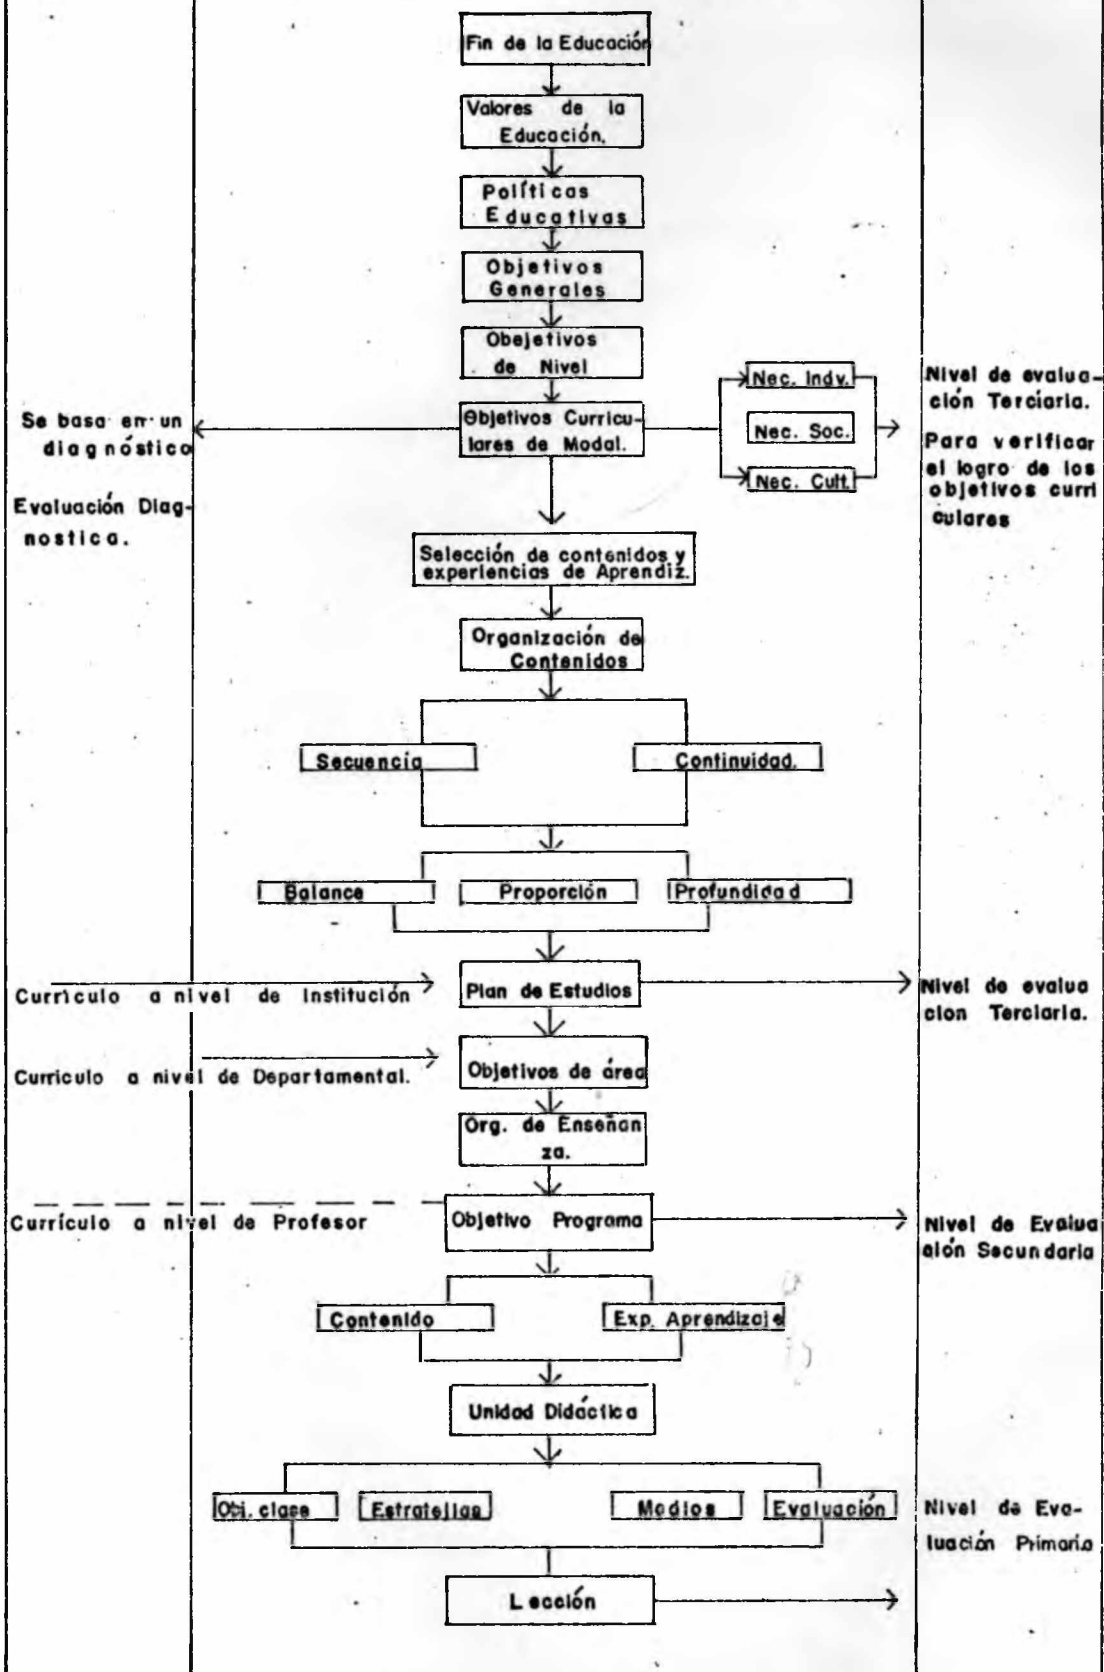 Fin de la Educación
Valores de la
Educación.
Políticas
Educativas
Objetivos
Generales
Obejetivos
de Nivel
Objetivos Curricu-
lares de Modal.
Nec. Indv.
Nec. Soc.
Nec. Cult.
Se basa en un
diagnóstico
Evaluación Diag-
nostica.
Nivel de evalua-
ción Terciaria.
Para verificar
el logro de los
objetivos curri
culares
Selección de contenidos y
experiencias de Aprendiz.
Organización de
Contenidos
Secuencia
Continuidad.
Balance
Proporción
Profundidad
Currículo a nivel de Institución
Plan de Estudios
Nivel de evalua
cion Terciaria.
Curriculo a nivel de Departamental.
Objetivos de área
Org. de Enseñan
za.
Currículo a nivel de Profesor
Objetivo Programa
Nivel de Evalua
ción Secundaria
Contenido
Exp. Aprendizaje
Unidad Didáctica
Obj. clase
Estrategias
Medios
Evaluación
Nivel de Eva-
luación Primaria
Lección